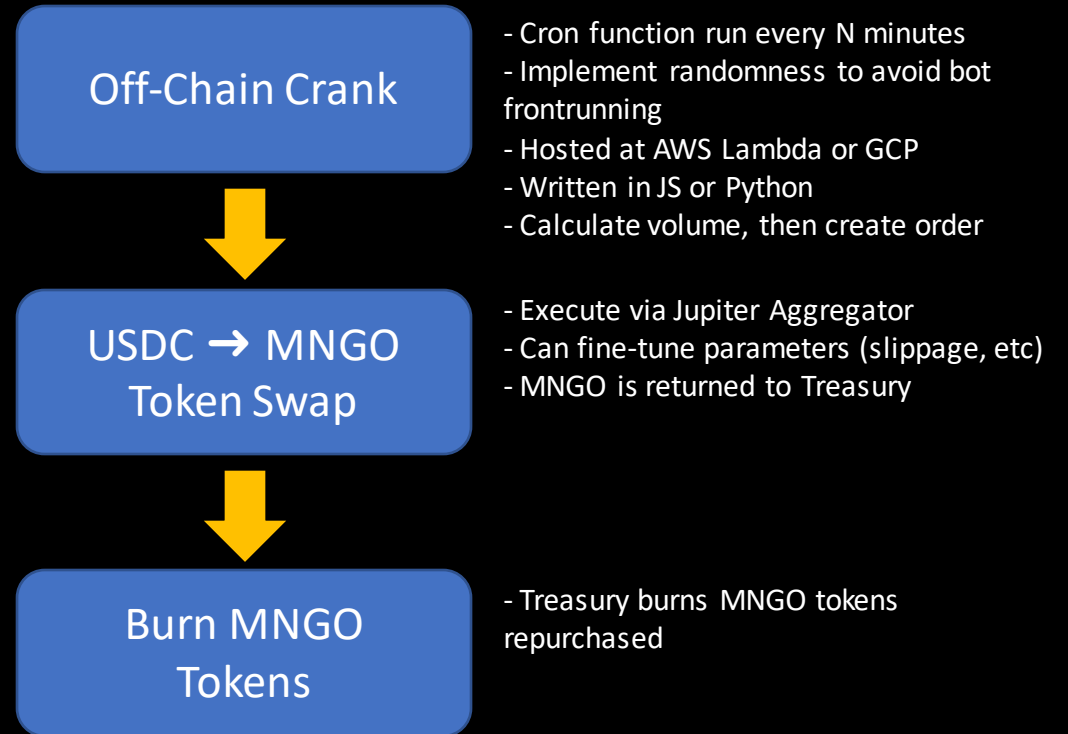 Off-Chain Crank
- Cron function run every N minutes
- Implement randomness to avoid bot
frontrunning
- Hosted at AWS Lambda or GCP
- Written in JS or Python
- Calculate volume, then create order
USDC ➜ MNGO
Token Swap
- Execute via Jupiter Aggregator
- Can fine-tune parameters (slippage, etc)
- MNGO is returned to Treasury
Burn MNGO
Tokens
- Treasury burns MNGO tokens
repurchased